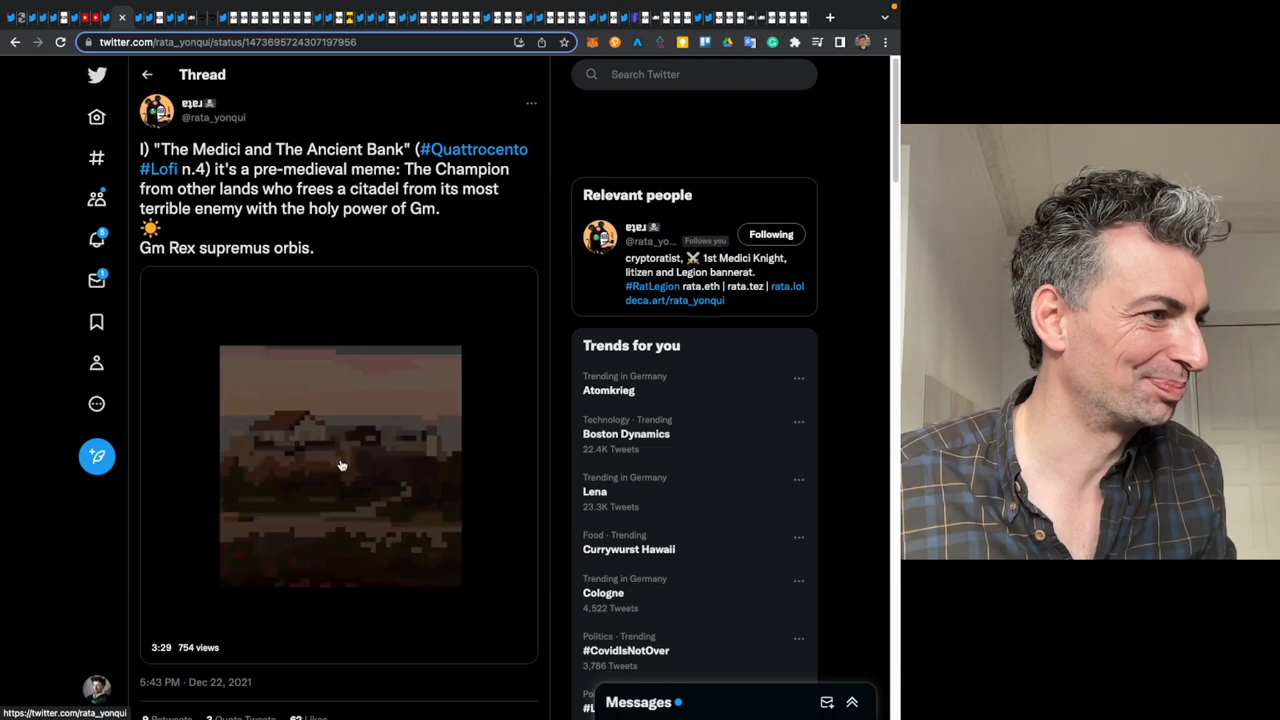 twitter.com/rata_yonqui/status/1473695724307197956
Thread
Search Twitter
@rata_yonqui
I) "The Medici and The Ancient Bank" (#Quattrocento
#Lofi n.4) it's a pre-medieval meme: The Champion
from other lands who frees a citadel from its most
terrible enemy with the holy power of Gm.
☀️
Gm Rex supremus orbis.
3:29 754 views
5:43 PM · Dec 22, 2021
Relevant people
@rata_yo... Follows you
Following
cryptoratist, ⚔️ 1st Medici Knight,
litizen and Legion bannerat.
#RatLegion rata.eth | rata.tez | rata.lol
deca.art/rata_yonqui
Trends for you
Trending in Germany
Atomkrieg
Technology · Trending
Boston Dynamics
22.4K Tweets
Trending in Germany
Lena
23.3K Tweets
Food · Trending
Currywurst Hawaii
Trending in Germany
Cologne
4,522 Tweets
Politics · Trending
#CovidIsNotOver
3,786 Tweets
5
1
Messages
https://twitter.com/rata_yonqui